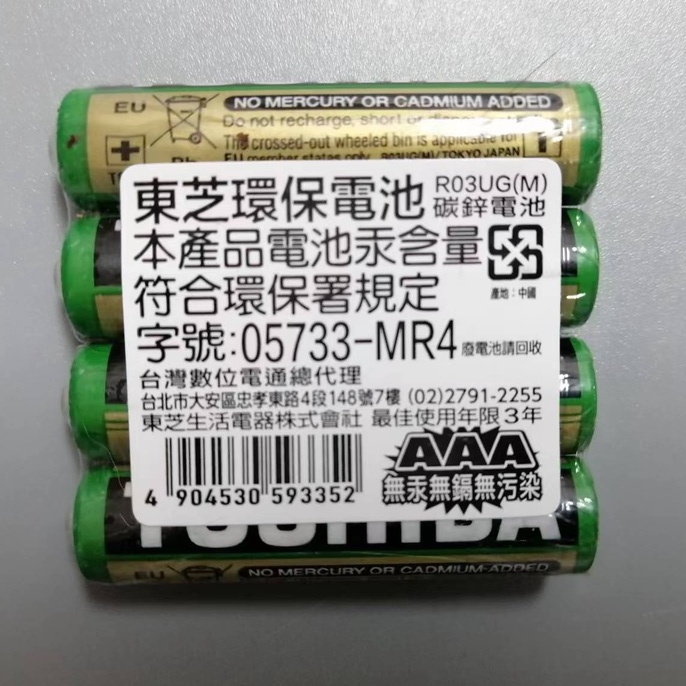 EU
NO MERCURY OR CADMIUM ADDED
Do not recharge, short or
The crossed-out wheeled bin is applicable for
EU member states only. R03UG(M)/TOKYO JAPAN
Pb
東芝環保電池
R03UG(M)
碳鋅電池
本產品電池汞含量
符合環保署規定
產地：中國
字號:05733-MR4
廢電池請回收
台灣數位電通總代理
台北市大安區忠孝東路4段148號7樓 (02)2791-2255
東芝生活電器株式會社 最佳使用年限3年
4 904530 593352
AAA
無汞無鎘無污染
TOSHIBA
EU
NO MERCURY OR CADMIUM-ADDED